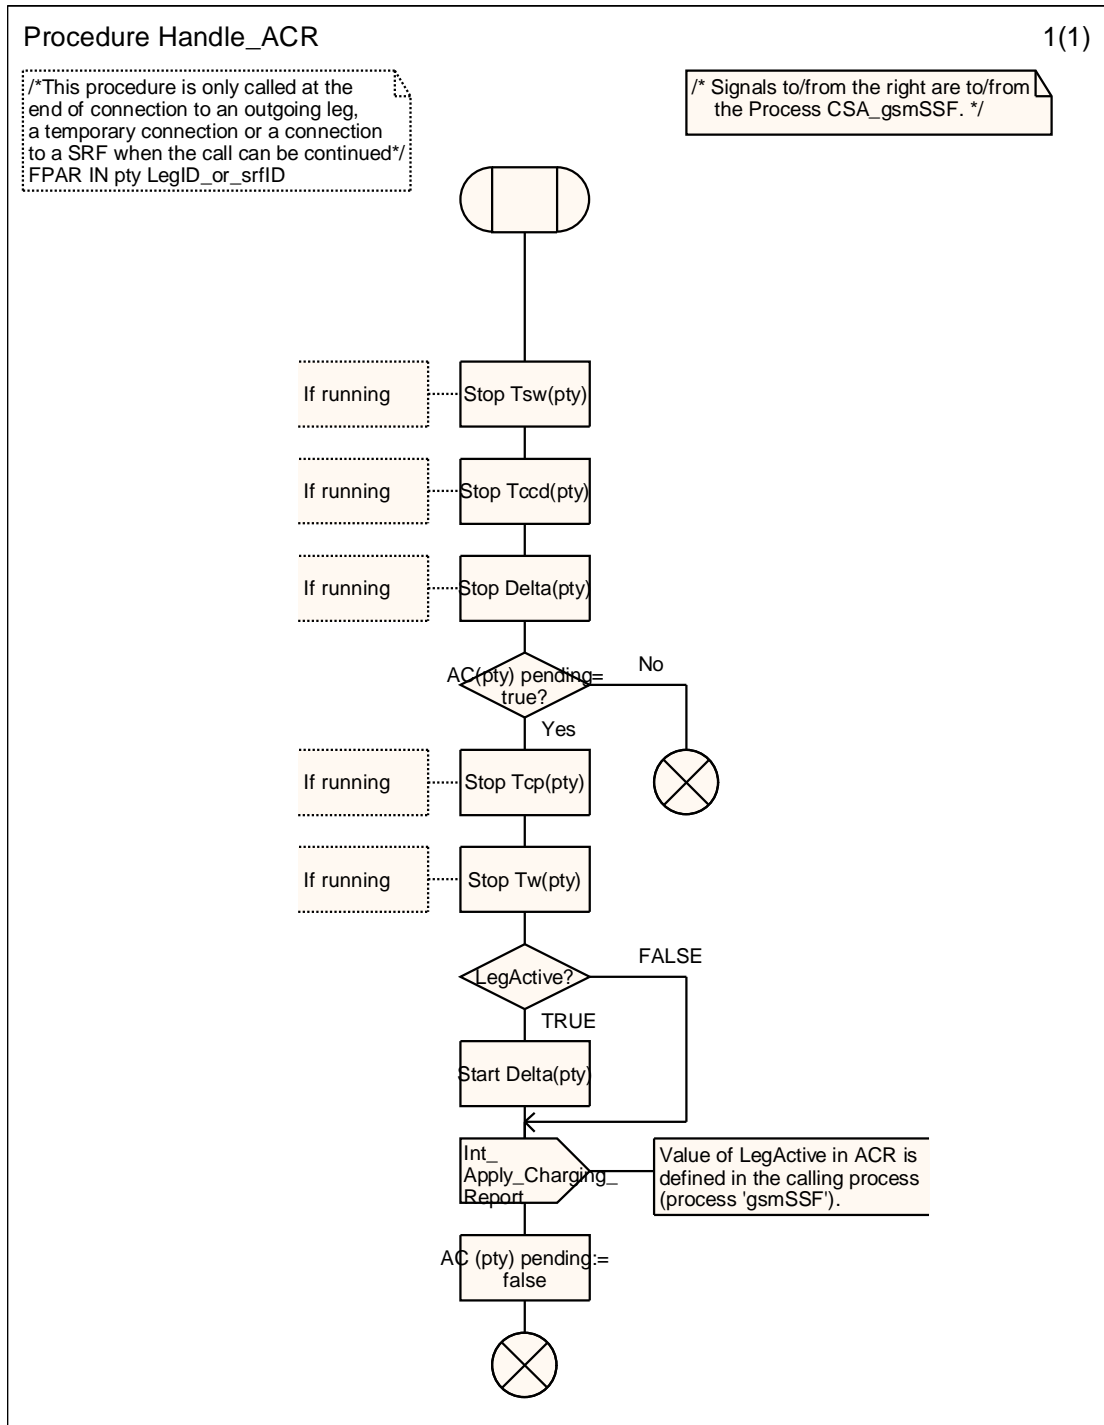 Procedure Handle_ACR
1(1)
/*This procedure is only called at the
end of connection to an outgoing leg,
a temporary connection or a connection
to a SRF when the call can be continued*/
FPAR IN pty LegID_or_srfID
/* Signals to/from the right are to/from
the Process CSA_gsmSSF. */
If running
Stop Tsw(pty)
If running
Stop Tccd(pty)
If running
Stop Delta(pty)
AC(pty) pending=
true?
No
Yes
If running
Stop Tcp(pty)
If running
Stop Tw(pty)
LegActive?
FALSE
TRUE
Start Delta(pty)
Int_
Apply_Charging_
Report
Value of LegActive in ACR is
defined in the calling process
(process 'gsmSSF').
AC (pty) pending:=
false